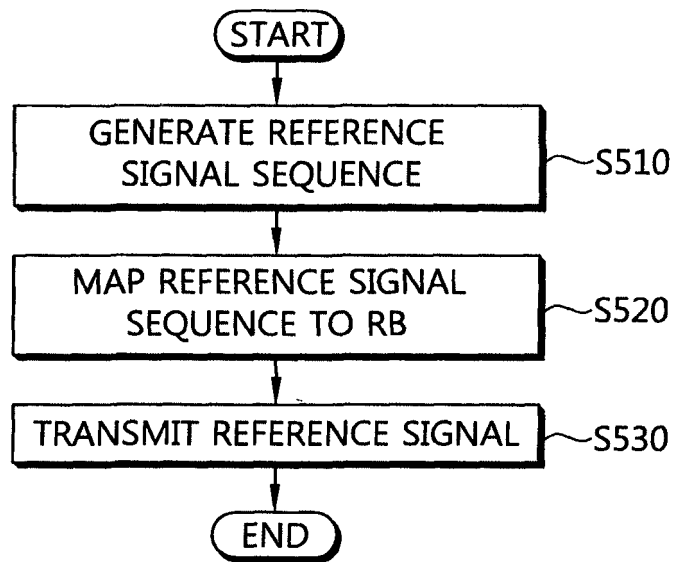 START
GENERATE REFERENCE
SIGNAL SEQUENCE
S510
MAP REFERENCE SIGNAL
SEQUENCE TO RB
S520
TRANSMIT REFERENCE SIGNAL
S530
END